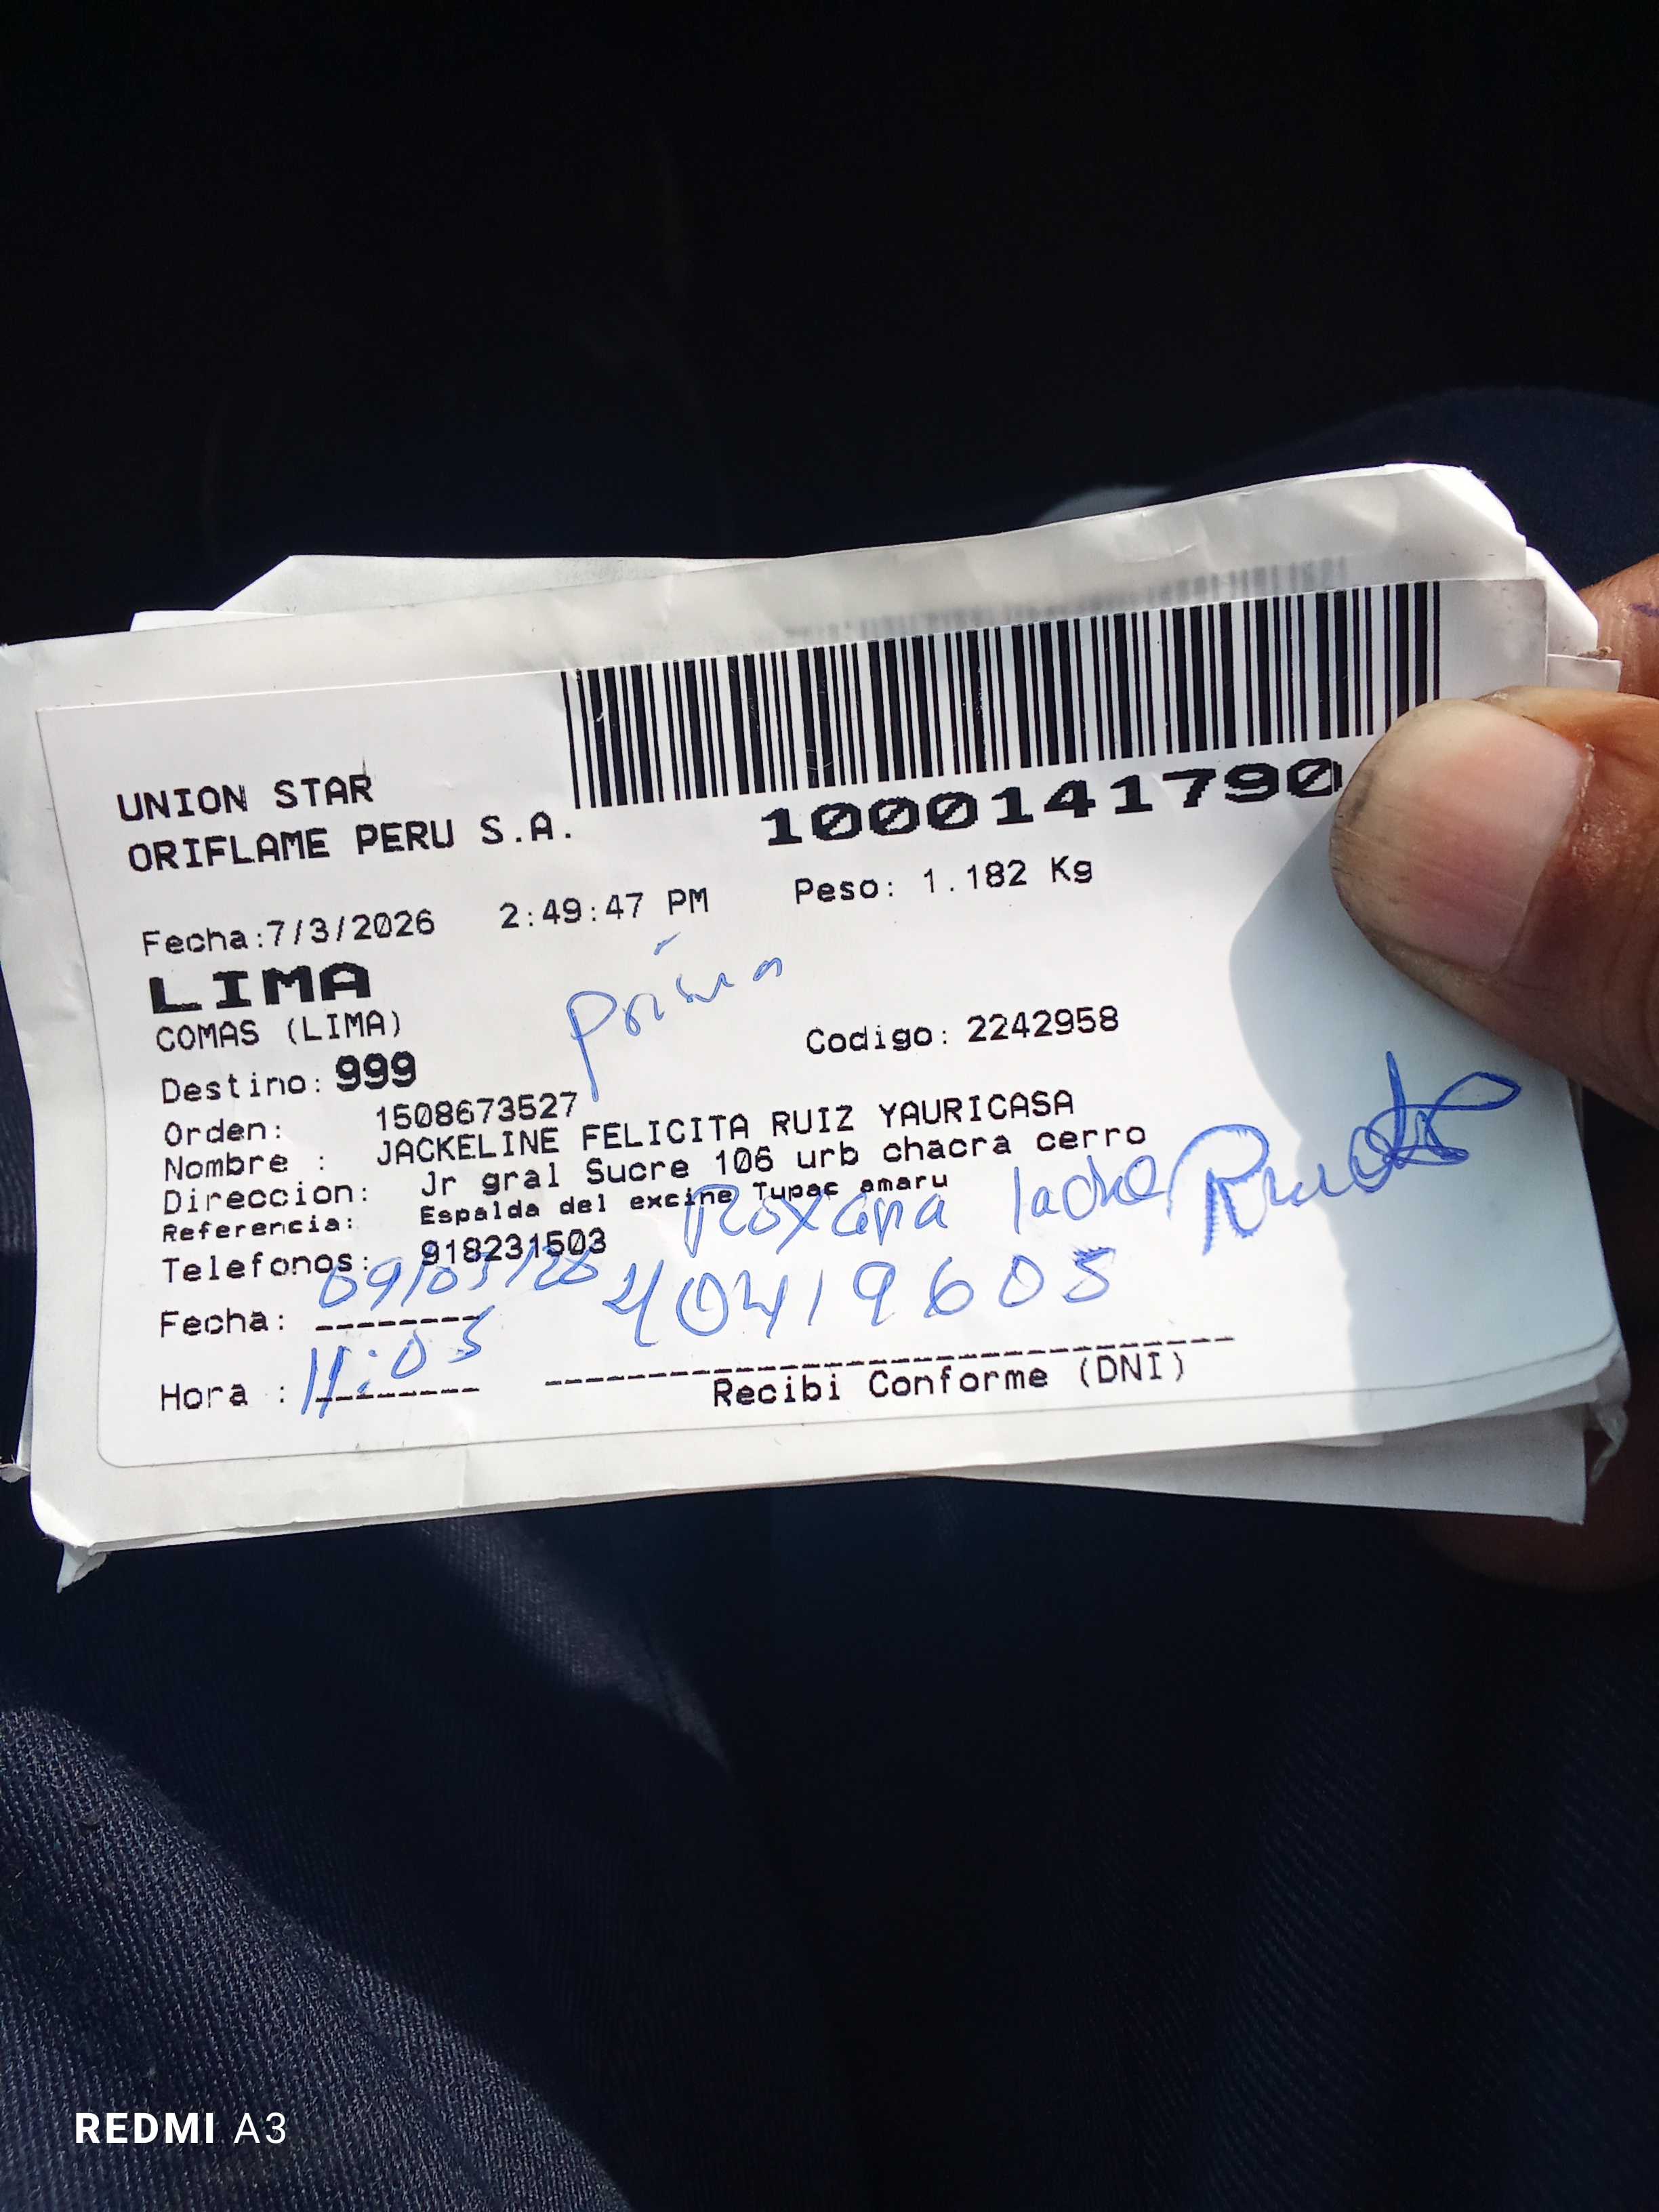 UNION STAR
ORIFLAME PERU S.A.
1000141790
Fecha:7/3/2026 2:49:47 PM Peso: 1.182 Kg
LIMA
COMAS (LIMA)
prima
Destino: 999 Codigo: 2242958
Orden: 1508673527
Nombre : JACKELINE FELICITA RUIZ YAURICASA
Direccion: Jr gral Sucre 106 urb chacra cerro
Referencia: Espalda del excine Tupac amaru
Roxana
Telefonos: 918231503
Fecha: 09/03/26 40419605
Hora : 11:05
Recibi Conforme (DNI)
REDMI A3